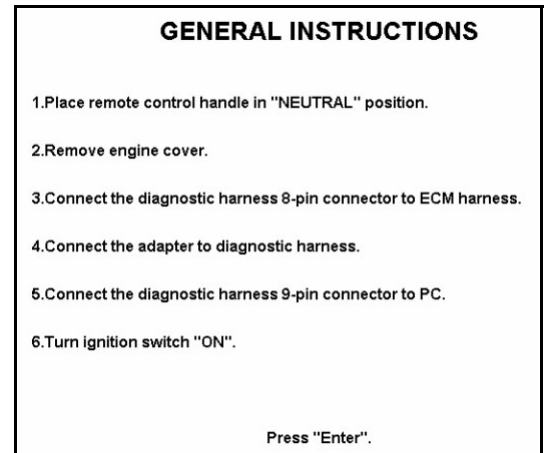 GENERAL INSTRUCTIONS
1.Place remote control handle in "NEUTRAL" position.
2.Remove engine cover.
3.Connect the diagnostic harness 8-pin connector to ECM harness.
4.Connect the adapter to diagnostic harness.
5.Connect the diagnostic harness 9-pin connector to PC.
6.Turn ignition switch "ON".
Press "Enter".